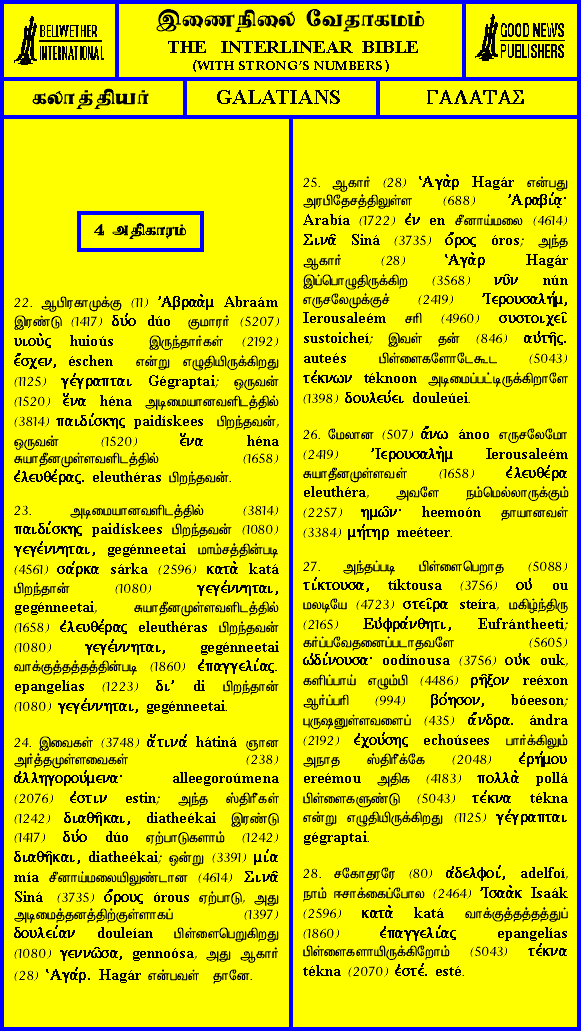 BELLWETHER
INTERNATIONAL
இணைநிலை வேதாகமம்
THE INTERLINEAR BIBLE
(WITH STRONG'S NUMBERS)
GOOD NEWS
PUBLISHERS
கலாத்தியர்
GALATIANS
ΓΑΛΑΤΑΣ
4 அதிகாரம்
22. ஆபிரகாமுக்கு (11) Ἀβραὰμ Abraám
இரண்டு (1417) δύο dúo குமாரர் (5207)
υιοὺς huioús இருந்தார்கள் (2192)
ἔσχεν, éschen என்று எழுதியிருக்கிறது
(1125) γέγραπται Gégraptai; ஒருவன்
(1520) ἕνα héna அடிமையானவளிடத்தில்
(3814) παιδίσκης paidískees பிறந்தவன்,
ஒருவன் (1520) ἕνα héna
சுயாதீனமுள்ளவளிடத்தில் (1658)
ἐλευθέρας. eleuthéras பிறந்தவன்.
23. அடிமையானவளிடத்தில் (3814)
παιδίσκης paidískees பிறந்தவன் (1080)
γεγέννηται, gegénneetai மாம்சத்தின்படி
(4561) σάρκα sárka (2596) κατὰ katá
பிறந்தான் (1080) γεγέννηται,
gegénneetai, சுயாதீனமுள்ளவளிடத்தில்
(1658) ἐλευθέρας eleuthéras பிறந்தவன்
(1080) γεγέννηται, gegénneetai
வாக்குத்தத்தத்தின்படி (1860) ἐπαγγελίας.
epangelías (1223) δι' di பிறந்தான்
(1080) γεγέννηται, gegénneetai.
24. இவைகள் (3748) ἅτινά hátiná ஞான
அர்த்தமுள்ளவைகள் (238)
ἀλληγορούμενα· alleegoroúmena
(2076) ἐστιν estin; அந்த ஸ்திரீகள்
(1242) διαθῆκαι, diatheékai இரண்டு
(1417) δύο dúo ஏற்பாடுகளாம் (1242)
διαθῆκαι, diatheékai; ஒன்று (3391) μία
mía சீனாய்மலையிலுண்டான (4614) Σινᾶ
Siná (3735) ὄρους órous ஏற்பாடு, அது
அடிமைத்தனத்திற்குள்ளாகப் (1397)
δουλείαν douleían பிள்ளைபெறுகிறது
(1080) γεννῶσα, gennoósa, அது ஆகார்
(28) Ἁγάρ. Hagár என்பவள் தானே.
25. ஆகார் (28) Ἁγὰρ Hagár என்பது
அரபிதேசத்திலுள்ள (688) Ἀραβίᾳ·
Arabía (1722) ἐν en சீனாய்மலை (4614)
Σινᾶ Siná (3735) ὄρος óros; அந்த
ஆகார் (28) Ἁγὰρ Hagár
இப்பொழுதிருக்கிற (3568) νῦν nún
எருசலேமுக்குச் (2419) Ἰερουσαλήμ,
Ierousaleém சரி (4960) συστοιχεῖ
sustoicheí; இவள் தன் (846) αὐτῆς.
auteés பிள்ளைகளோடேகூட (5043)
τέκνων téknoon அடிமைப்பட்டிருக்கிறாளே
(1398) δουλεύει douleúei.
26. மேலான (507) ἄνω ánoo எருசலேமோ
(2419) Ἰερουσαλὴμ Ierousaleém
சுயாதீனமுள்ளவள் (1658) ἐλευθέρα
eleuthéra, அவளே நம்மெல்லாருக்கும்
(2257) ημῶν· heemoón தாயானவள்
(3384) μήτηρ meéteer.
27. அந்தப்படி பிள்ளைபெறாத (5088)
τίκτουσα, tíktousa (3756) οὐ ou
மலடியே (4723) στεῖρα steíra, மகிழ்ந்திரு
(2165) Εὐφράνθητι, Eufrántheeti;
கர்ப்பவேதனைப்படாதவளே (5605)
ὠδίνουσα· oodínousa (3756) οὐκ ouk,
களிப்பாய் எழும்பி (4486) ρῆξον reéxon
ஆர்ப்பரி (994) βόησον, bóeeson;
புருஷனுள்ளவளைப் (435) ἄνδρα. ándra
(2192) ἐχούσης echoúsees பார்க்கிலும்
அநாத ஸ்திரீக்கே (2048) ἐρήμου
ereémou அதிக (4183) πολλὰ pollá
பிள்ளைகளுண்டு (5043) τέκνα tékna
என்று எழுதியிருக்கிறது (1125) γέγραπται
gégraptai.
28. சகோதரரே (80) ἀδελφοί, adelfoí,
நாம் ஈசாக்கைப்போல (2464) Ἰσαὰκ Isaák
(2596) κατὰ katá வாக்குத்தத்தத்துப்
(1860) ἐπαγγελίας epangelías
பிள்ளைகளாயிருக்கிறோம் (5043) τέκνα
tékna (2070) ἐστέ. esté.